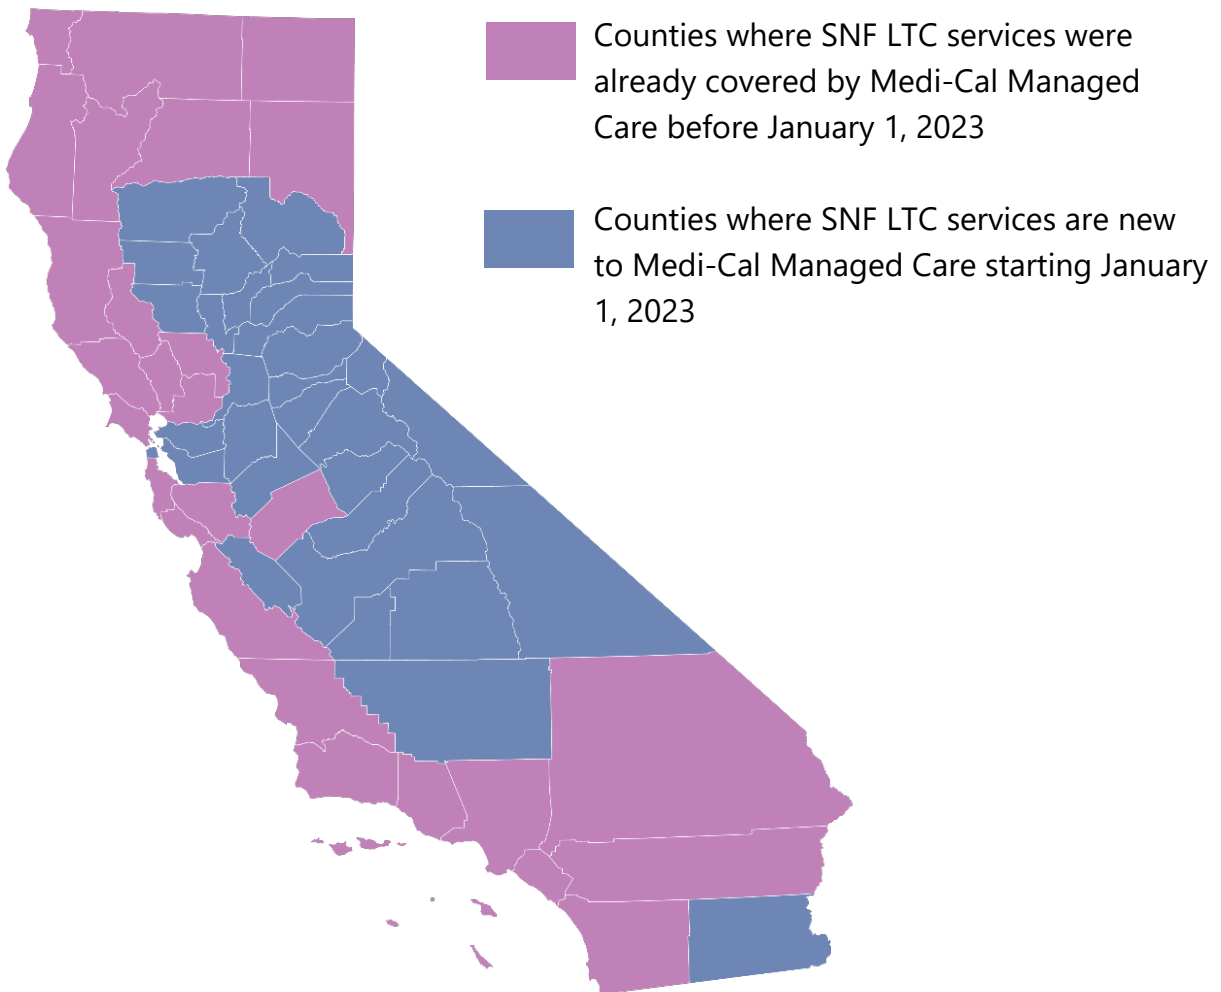 Counties where SNF LTC services were
already covered by Medi-Cal Managed
Care before January 1, 2023
Counties where SNF LTC services are new
to Medi-Cal Managed Care starting January
1, 2023